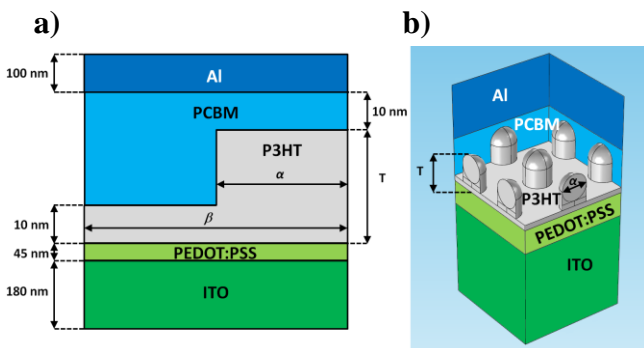 a)
100 nm
Al
PCBM
10 nm
P3HT
α
T
10 nm
β
45 nm
PEDOT:PSS
180 nm
ITO
b)
Al
PCBM
T
α
P3HT
PEDOT:PSS
ITO